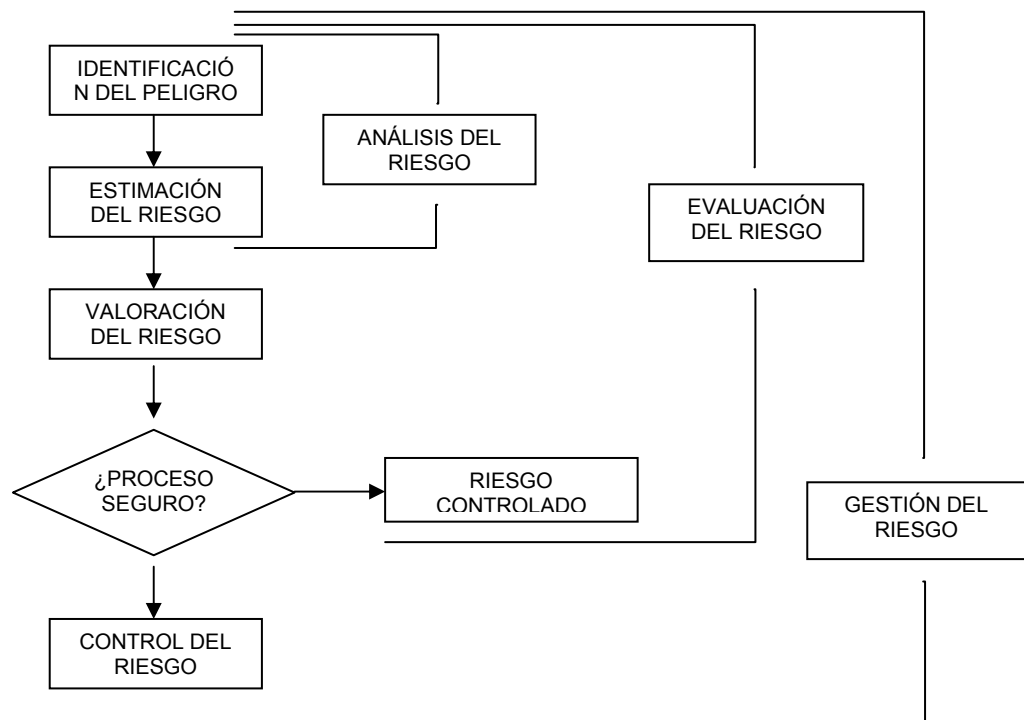 IDENTIFICACIÓ
N DEL PELIGRO
ANÁLISIS DEL
RIESGO
ESTIMACIÓN
DEL RIESGO
EVALUACIÓN
DEL RIESGO
VALORACIÓN
DEL RIESGO
¿PROCESO
SEGURO?
RIESGO
CONTROLADO
GESTIÓN DEL
RIESGO
CONTROL DEL
RIESGO